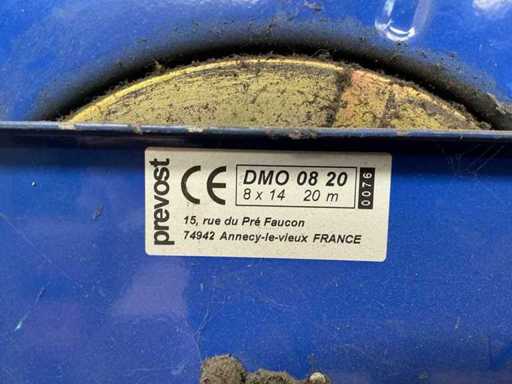 prevost
CE
DMO 08 20
8 x 14 20 m
0076
15, rue du Pré Faucon
74942 Annecy-le-vieux FRANCE